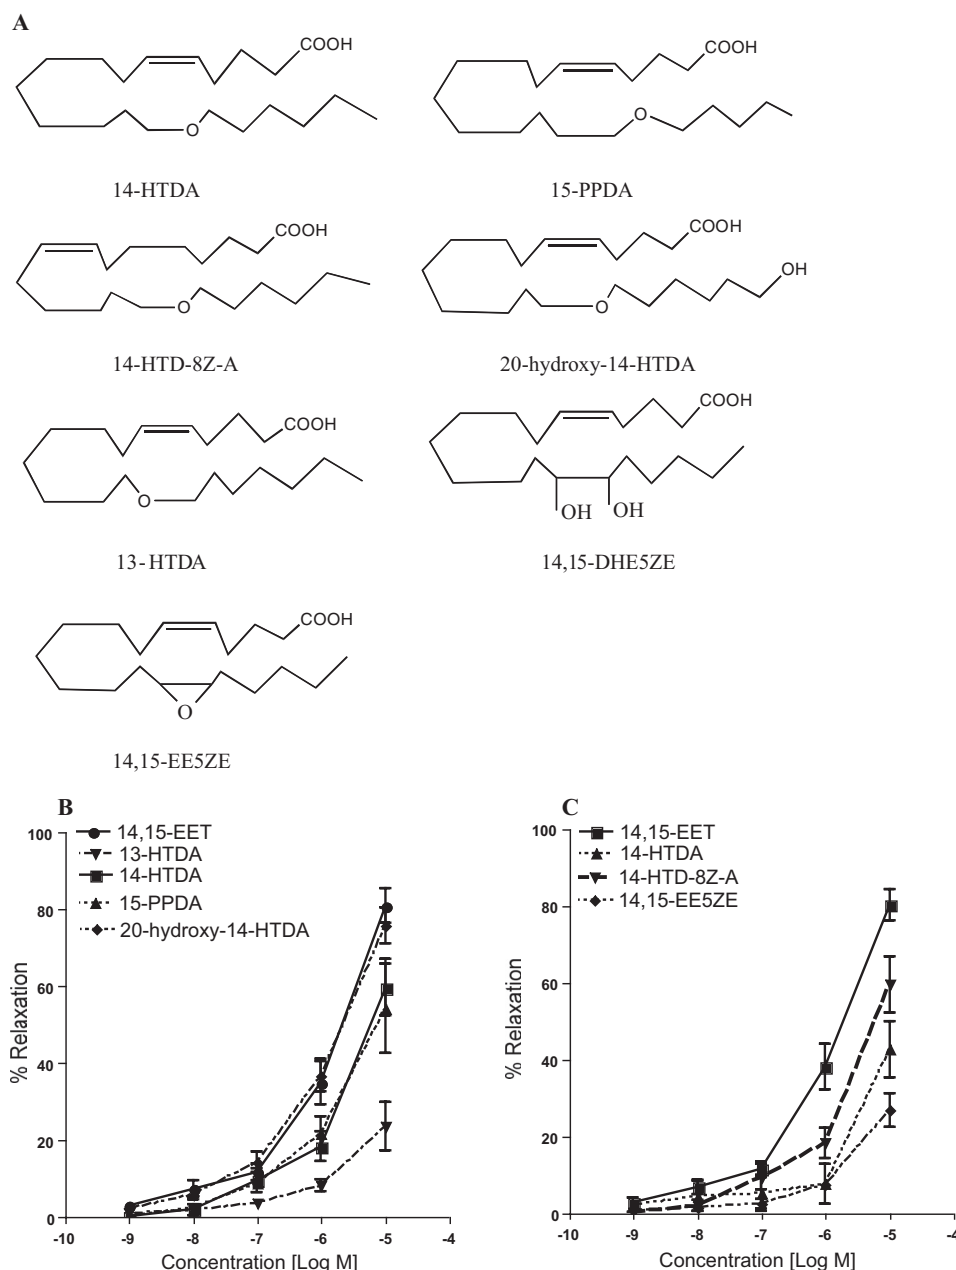 A
COOH
O
14-HTDA
COOH
O
15-PPDA
COOH
O
14-HTD-8Z-A
COOH
OH
O
20-hydroxy-14-HTDA
COOH
O
13-HTDA
COOH
OH OH
14,15-DHE5ZE
COOH
O
14,15-EE5ZE
B
14,15-EET
13-HTDA
14-HTDA
15-PPDA
20-hydroxy-14-HTDA
% Relaxation
100
80
60
40
20
0
-10 -9 -8 -7 -6 -5 -4
Concentration [Log M]
C
14,15-EET
14-HTDA
14-HTD-8Z-A
14,15-EE5ZE
% Relaxation
100
80
60
40
20
0
-10 -9 -8 -7 -6 -5 -4
Concentration [Log M]